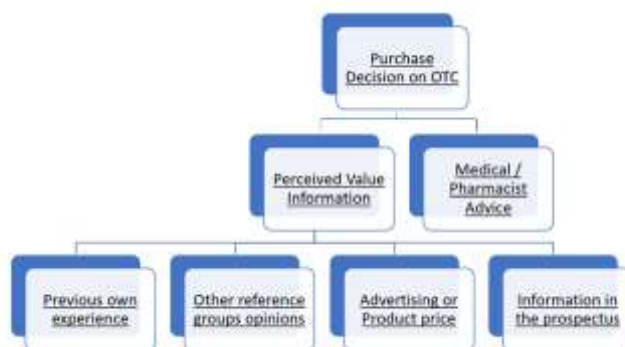 Purchase
Decision on OTC
Perceived Value
Information
Medical /
Pharmacist
Advice
Previous own
experience
Other reference
groups opinions
Advertising or
Product price
Information in
the prospectus